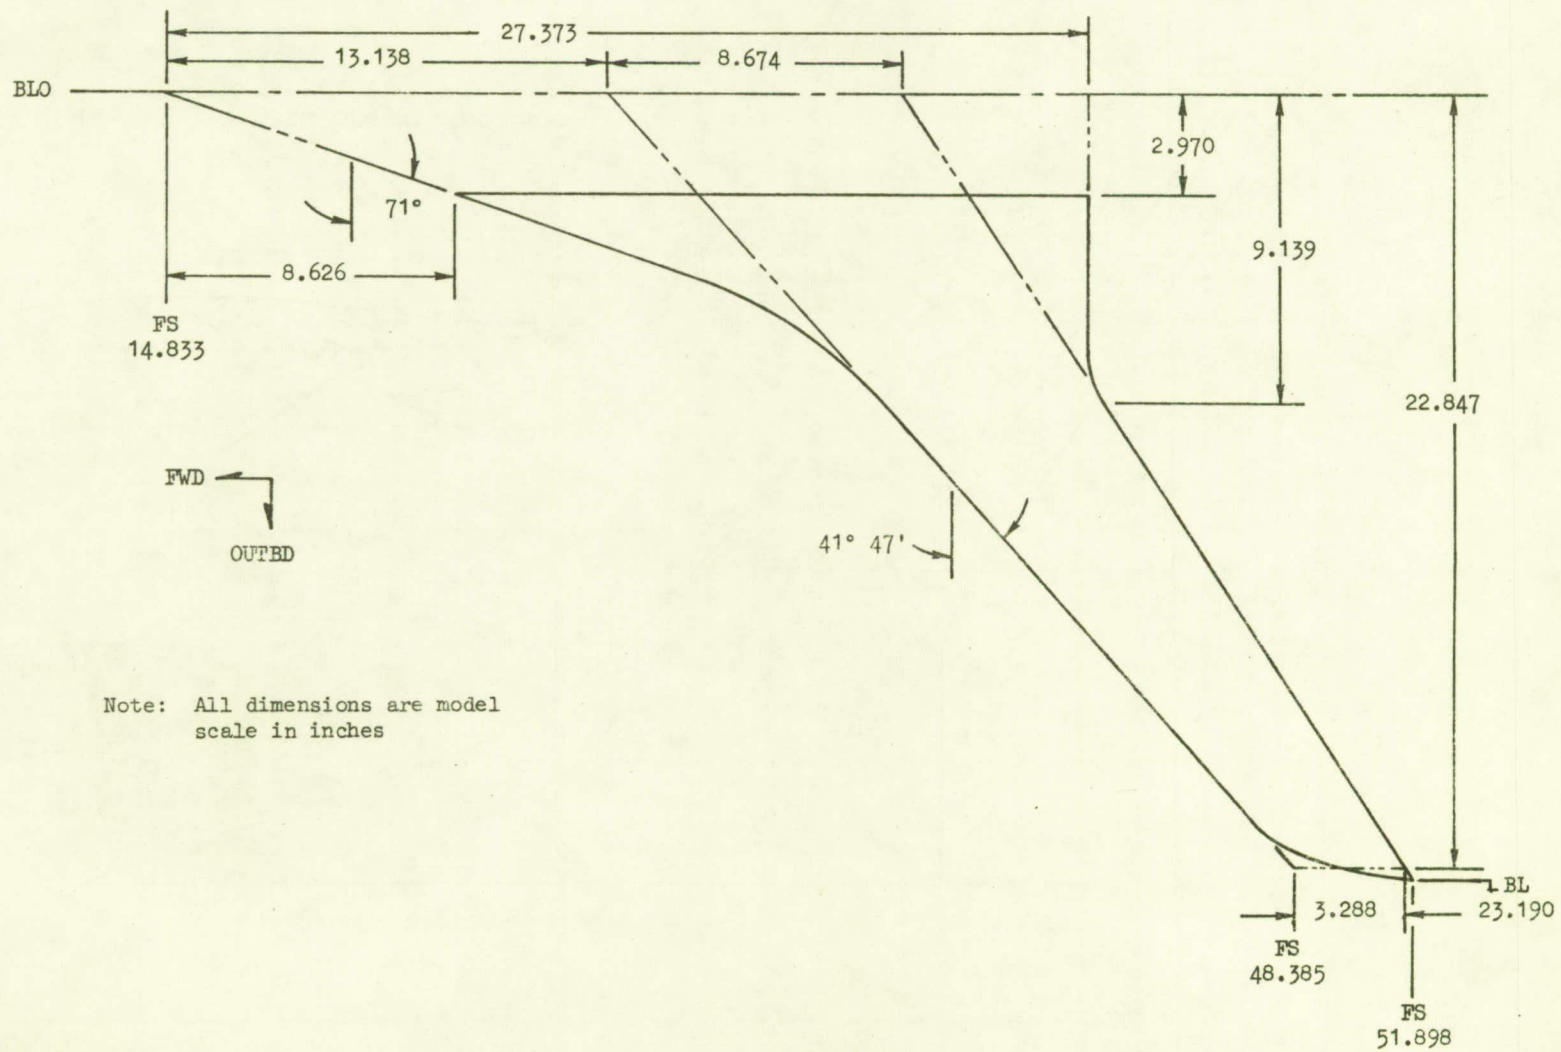 27.373
13.138
8.674
BLO
2.970
71°
9.139
8.626
FS
14.833
22.847
FWD
OUTBD
41° 47'
Note: All dimensions are model
scale in inches
BL
3.288
23.190
FS
48.385
FS
51.898